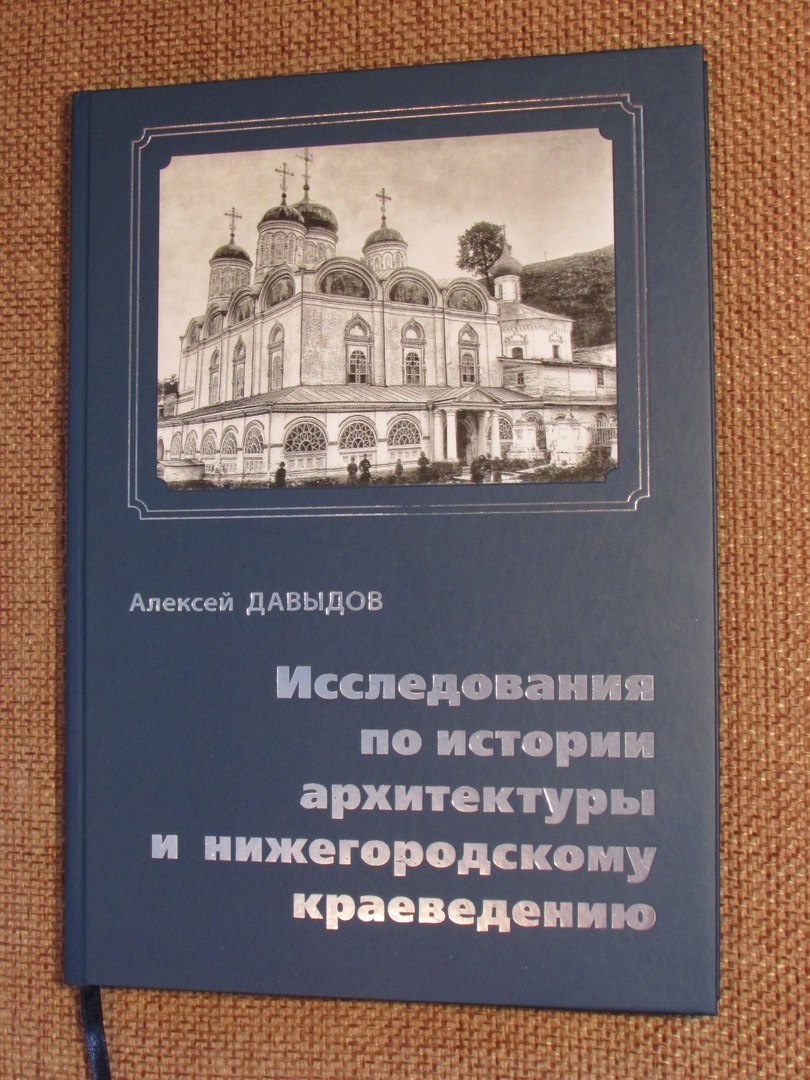 Алексей ДАВЫДОВ
Исследования
по истории
архитектуры
и нижегородскому
краеведению